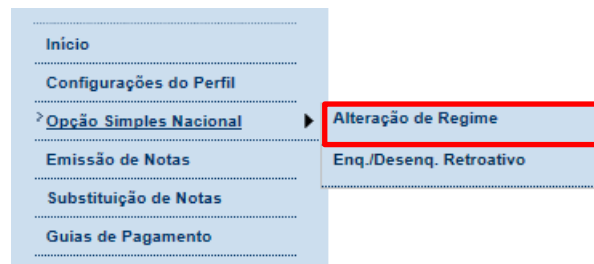 Início
Configurações do Perfil
Opção Simples Nacional
Alteração de Regime
Enq./Desenq. Retroativo
Emissão de Notas
Substituição de Notas
Guias de Pagamento